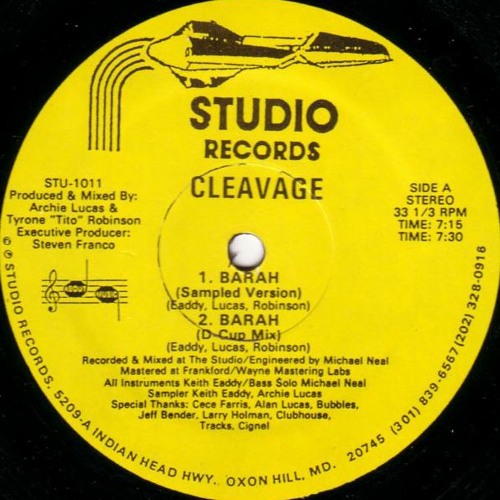 STUDIO
RECORDS
CLEAVAGE
STU-1011
Produced & Mixed By:
Archie Lucas &
Tyrone "Tito" Robinson
Executive Producer:
Steven Franco
SIDE A
STEREO
33 1/3 RPM
TIME: 7:15
TIME: 7:30
ABOUT MUSIC
1. BARAH
(Sampled Version)
(Eaddy, Lucas, Robinson)
2. BARAH
(D-Cup Mix)
(Eaddy, Lucas, Robinson)
Recorded & Mixed at The Studio/Engineered by Michael Neal
Mastered at Frankford/Wayne Mastering Labs
All Instruments Keith Eaddy/Bass Solo Michael Neal
Sampler Keith Eaddy, Archie Lucas
Special Thanks: Cece Farris, Alan Lucas, Bubbles,
Jeff Bender, Larry Holman, Clubhouse,
Tracks, Cignel
℗ © STUDIO RECORDS. 5209-A INDIAN HEAD HWY., OXON HILL, MD. 20745 (301) 839-6567 (202) 328-0916